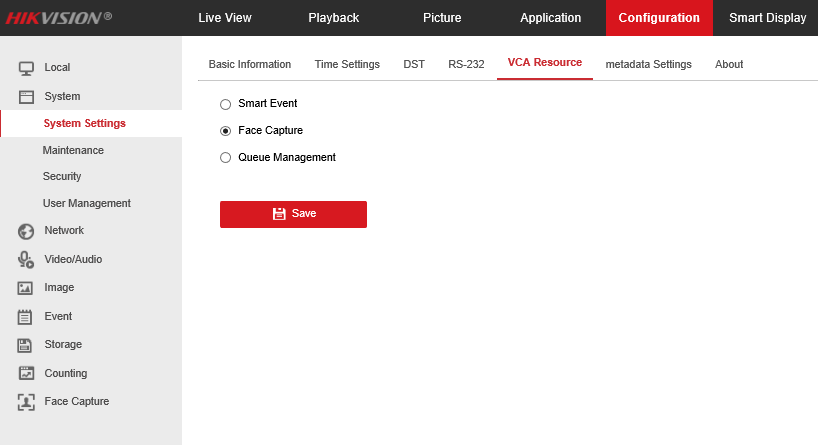 HIKVISION®
Live View
Playback
Picture
Application
Configuration
Smart Display
Local
System
System Settings
Maintenance
Security
User Management
Network
Video/Audio
Image
Event
Storage
Counting
Face Capture
Basic Information
Time Settings
DST
RS-232
VCA Resource
metadata Settings
About
Smart Event
Face Capture
Queue Management
Save